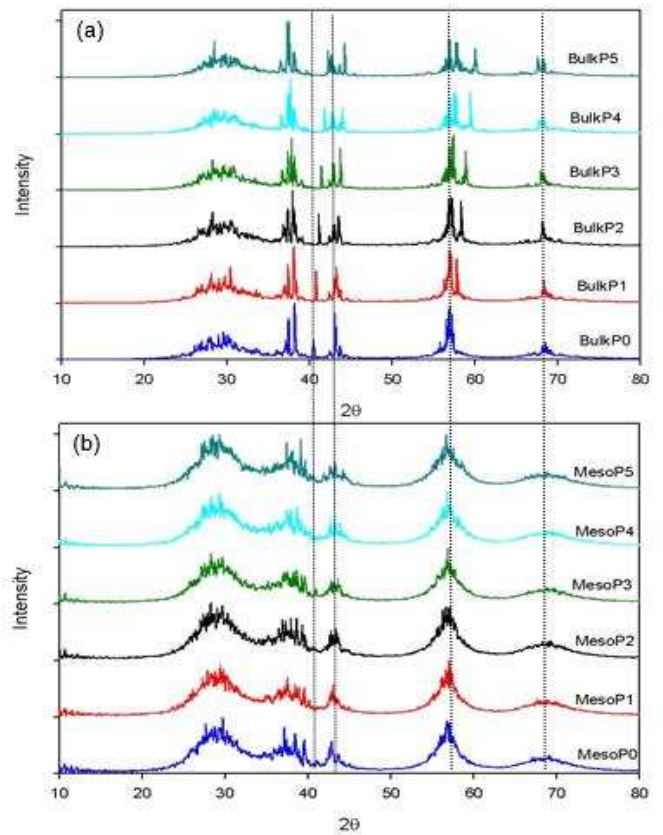 (a)
BulkP5
BulkP4
BulkP3
BulkP2
BulkP1
BulkP0
Intensity
10 20 30 40 50 60 70 80
2θ
(b)
MesoP5
MesoP4
MesoP3
MesoP2
MesoP1
MesoP0
Intensity
10 20 30 40 50 60 70 80
2θ